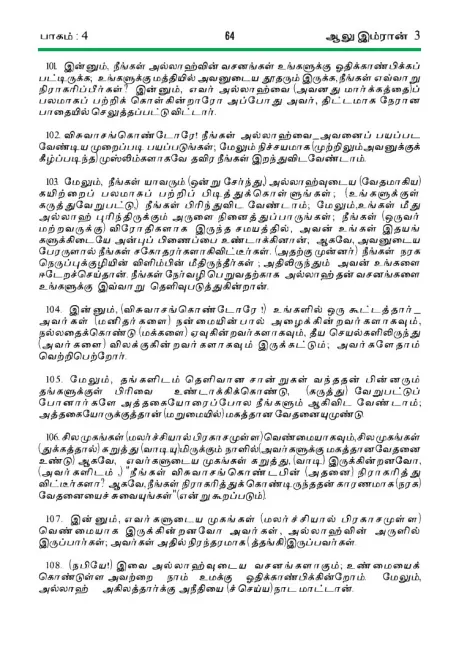 பாகம் : 4 64 ஆலு இம்ரான் 3
101. இன்னும், நீங்கள் அல்லாஹ்வின் வசனங்கள் உங்களுக்கு ஓதிக்காண்பிக்கப்
பட்டிருக்க; உங்களுக்கு மத்தியில் அவனுடைய தூதரும் இருக்க, நீங்கள் எவ்வாறு
நிராகரிப்பீர்கள்? இன்னும், எவர் அல்லாஹ்வை (அவனது மார்க்கத்தைப்
பலமாகப் பற்றிக் கொள்கின்றாரோ அப்போது அவர், திட்டமாக நேரான
பாதையில் செலுத்தப்பட்டுவிட்டார்.
102. விசுவாசங்கொண்டோரே! நீங்கள் அல்லாஹ்வை_அவனைப் பயப்பட
வேண்டிய முறைப்படி பயப்படுங்கள்; மேலும் நிச்சயமாக (முற்றிலும்அவனுக்குக்
கீழ்ப்படிந்த) முஸ்லிம்களாகவே தவிர நீங்கள் இறந்துவிடவேண்டாம்.
103. மேலும், நீங்கள் யாவரும் (ஒன்று சேர்ந்து,) அல்லாஹ்வுடைய (வேதமாகிய)
கயிற்றைப் பலமாகப் பற்றிப் பிடித்துக்கொள்ளுங்கள்; (உங்களுக்குள்
கருத்துவேறுபட்டு,) நீங்கள் பிரிந்துவிட வேண்டாம்; மேலும்,உங்கள் மீது
அல்லாஹ் புரிந்திருக்கும் அருளை நினைத்துப்பாருங்கள்; நீங்கள் (ஒருவர்
மற்றவருக்கு) விரோதிகளாக இருந்த சமயத்தில், அவன் உங்கள் இதயங்
களுக்கிடையே அன்புப் பிணைப்பை உண்டாக்கினான்; ஆகவே, அவனுடைய
பேரருளால் நீங்கள் சகோதரர்களாகிவிட்டீர்கள். (அதற்கு முன்னர்) நீங்கள் நரக
நெருப்புக்குழியின் விளிம்பின் மீதிருந்தீர்கள் ; அதிலிருந்தும் அவன் உங்களை
ஈடேறச்செய்தான். நீங்கள் நேர்வழி பெறுவதற்காக அல்லாஹ் தன் வசனங்களை
உங்களுக்கு இவ்வாறு தெளிவுபடுத்துகின்றான்.
104. இன்னும், (விசுவாசங்கொண்டோரே !) உங்களில் ஒரு கூட்டத்தார்_
அவர்கள் (மனிதர்களை) நன்மையின்பால் அழைக்கின்றவர்களாகவும்,
நல்லதைக்கொண்டு (மக்களை) ஏவுகின்றவர்களாகவும், தீய செயல்களிலிருந்து
(அவர்களை) விலக்குகின்றவர்களாகவும் இருக்கட்டும்; அவர்களேதாம்
வெற்றிபெற்றோர்.
105. மேலும், தங்களிடம் தெளிவான சான்றுகள் வந்ததன் பின்னரும்
தங்களுக்குள் பிரிவை உண்டாக்கிக்கொண்டு, (கருத்து) வேறுபட்டுப்
போனார்களே அத்தகையோரைப்போல நீங்களும் ஆகிவிட வேண்டாம்;
அத்தகையோருக்குத்தான் (மறுமையில்) மகத்தான வேதனையுமுண்டு
106. சில முகங்கள் (மலர்ச்சியால் பிரகாசமுள்ள) வெண்மையாகவும், சிலமுகங்கள்
(துக்கத்தால்) கறுத்து (வாடியு)மிருக்கும் நாளில்(அவர்களுக்கு மகத்தானவேதனை
உண்டு) ஆகவே, எவர்களுடைய முகங்கள் கறுத்து, (வாடி) இருக்கின்றனவோ,
(அவர்களிடம் ,) "நீங்கள் விசுவாசங்கொண்டபின் (அதனை) நிராகரித்து
விட்டீர்களா? ஆகவே, நீங்கள் நிராகரித்துக் கொண்டிருந்ததன் காரணமாக (நரக)
வேதனையைச் சுவையுங்கள்"(என்று கூறப்படும்).
107. இன்னும், எவர்களுடைய முகங்கள் (மலர்ச்சியால் பிரகாசமுள்ள)
வெண்மையாக இருக்கின்றனவோ அவர்கள், அல்லாஹ்வின் அருளில்
இருப்பார்கள்; அவர்கள் அதில் நிரந்தரமாக( த்தங்கி)இருப்பவர்கள்.
108. (நபியே!) இவை அல்லாஹ்வுடைய வசனங்களாகும்; உண்மையைக்
கொண்டுள்ள அவற்றை நாம் உமக்கு ஓதிக்காண்பிக்கின்றோம். மேலும்,
அல்லாஹ் அகிலத்தார்க்கு அநீதியை (ச் செய்ய) நாடமாட்டான்.